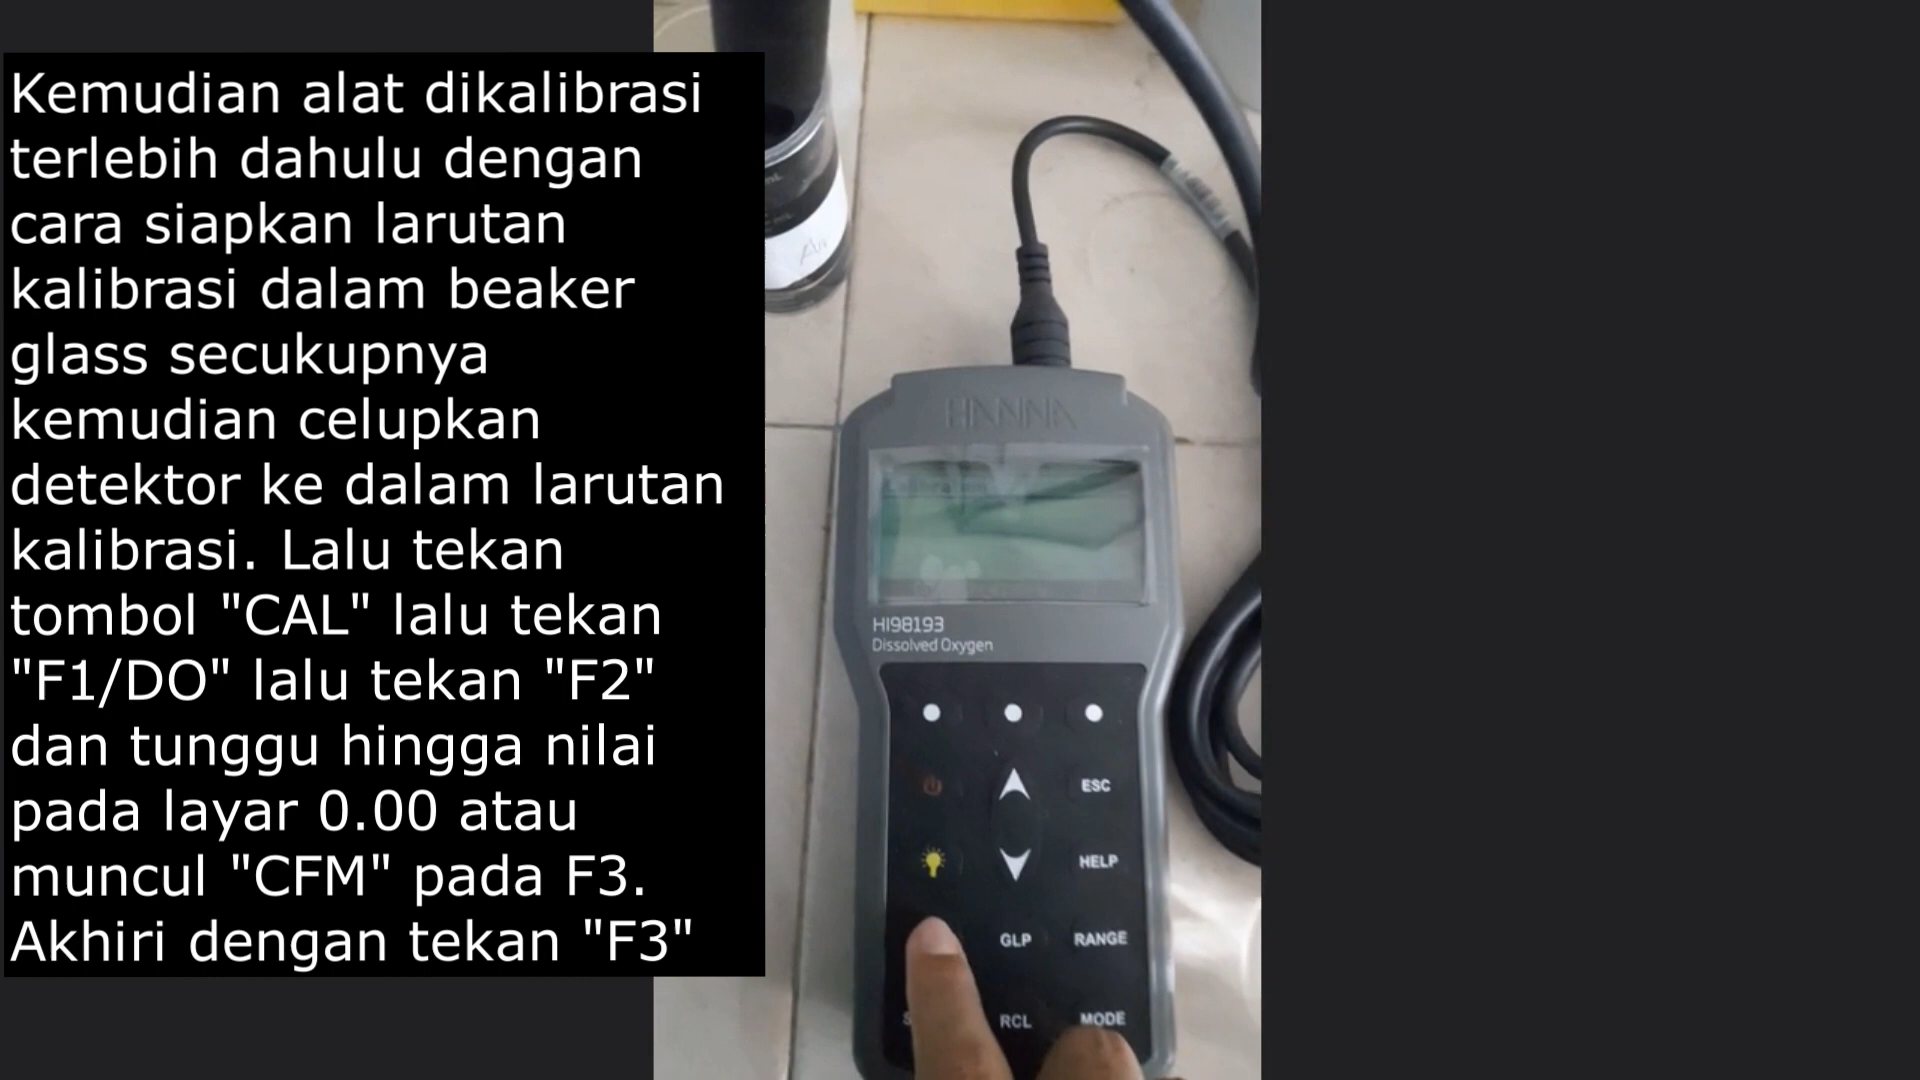 Kemudian alat dikalibrasi
terlebih dahulu dengan
cara siapkan larutan
kalibrasi dalam beaker
glass secukupnya
kemudian celupkan
detektor ke dalam larutan
kalibrasi. Lalu tekan
tombol "CAL" lalu tekan
"F1/DO" lalu tekan "F2"
dan tunggu hingga nilai
pada layar 0.00 atau
muncul "CFM" pada F3.
Akhiri dengan tekan "F3"
HANNA
HI98193
Dissolved Oxygen
ESC
HELP
GLP RANGE
RCL MODE